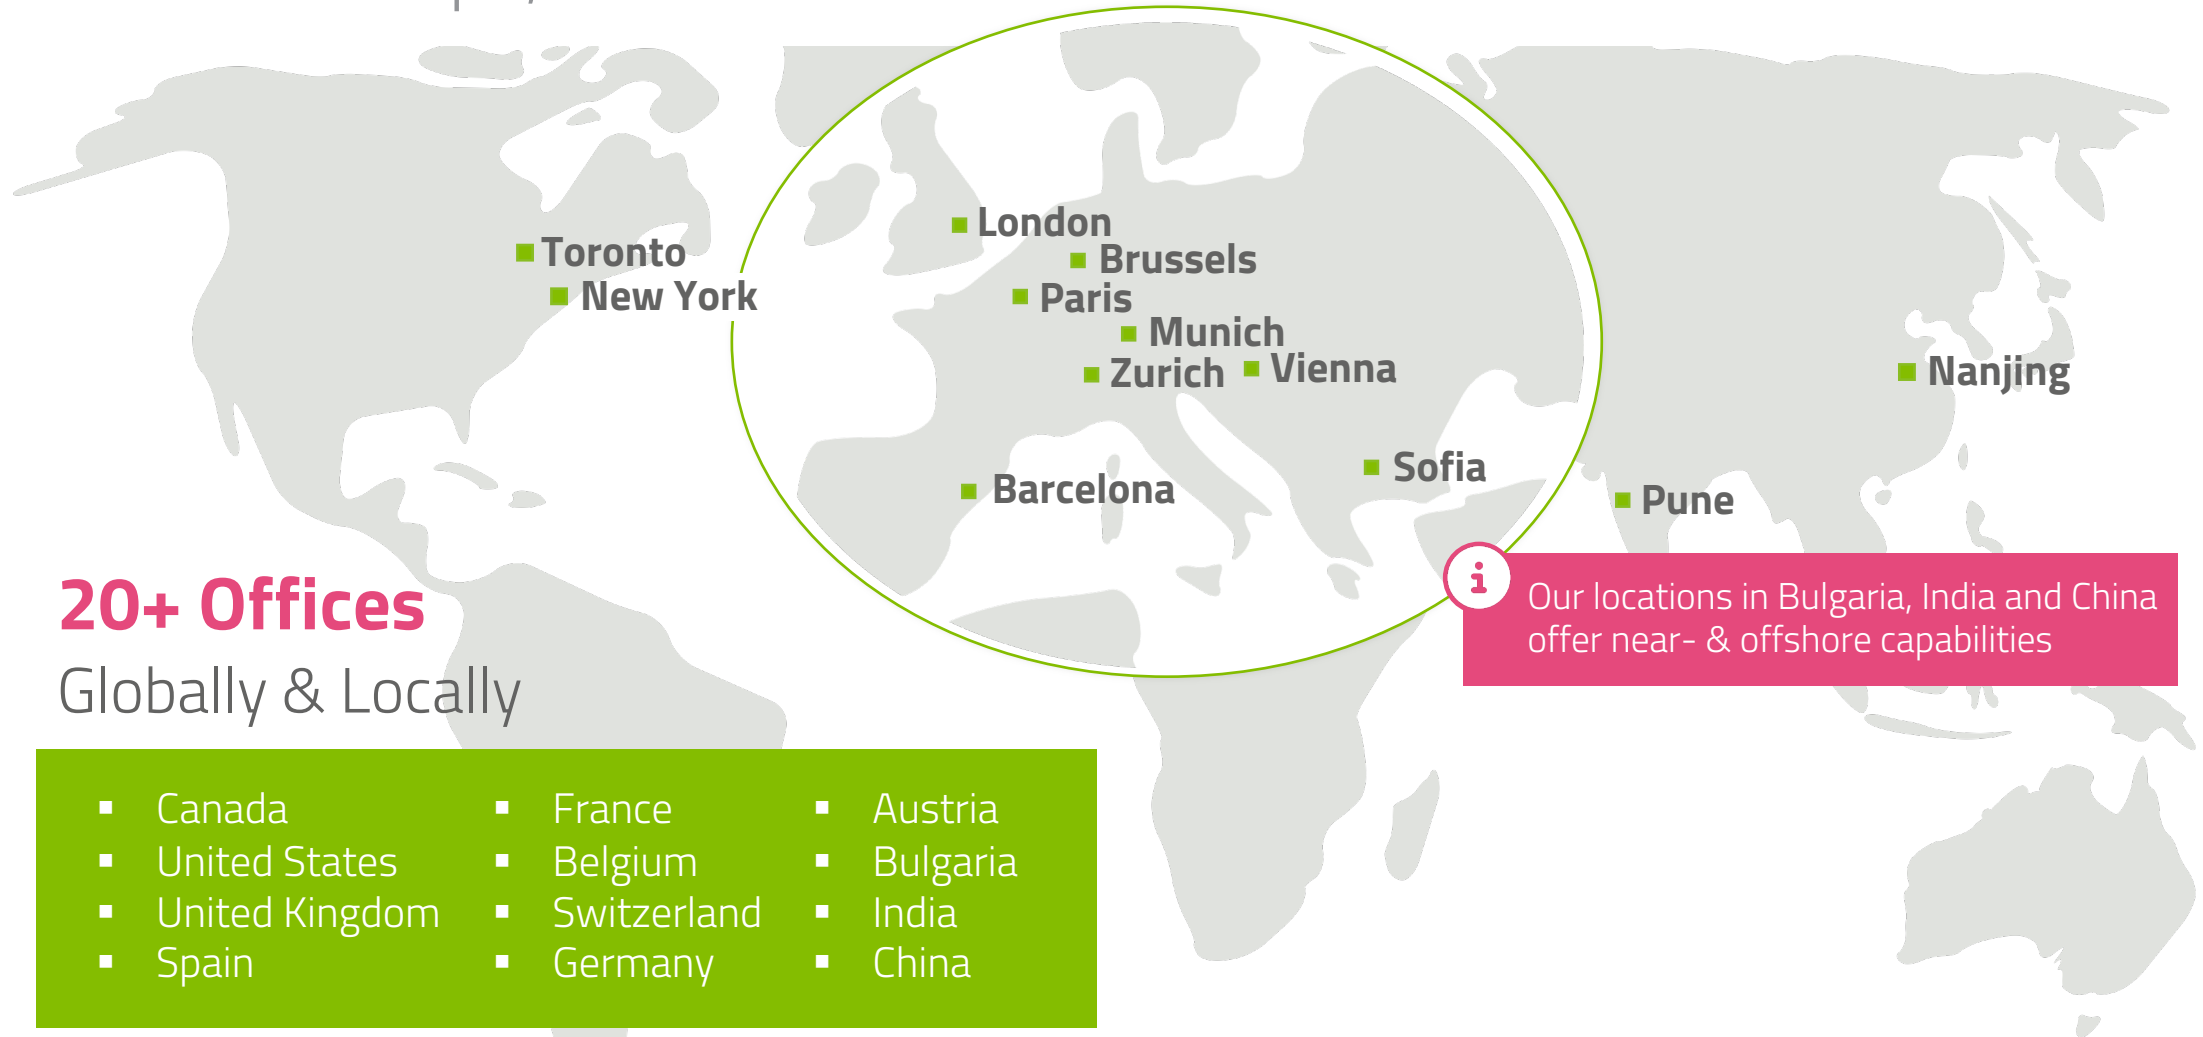 London
Toronto
Brussels
New York
Paris
Munich
Zurich
Vienna
Nanjing
Sofia
Barcelona
Pune
20+ Offices
Globally & Locally
i
Our locations in Bulgaria, India and China
offer near- & offshore capabilities
Canada
United States
United Kingdom
Spain
France
Belgium
Switzerland
Germany
Austria
Bulgaria
India
China